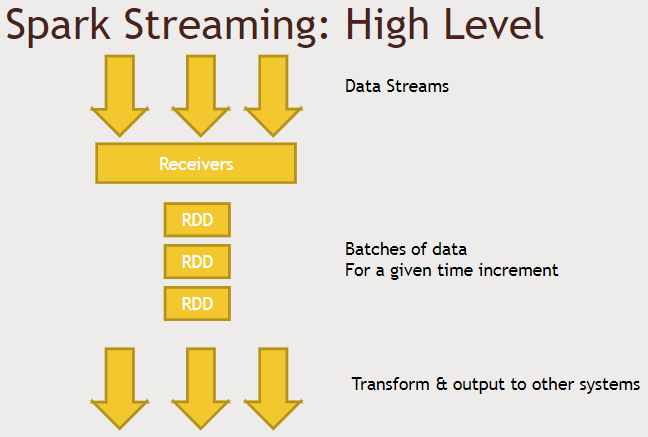 Spark Streaming: High Level
Data Streams
Receivers
RDD
RDD
RDD
Batches of data
For a given time increment
Transform & output to other systems